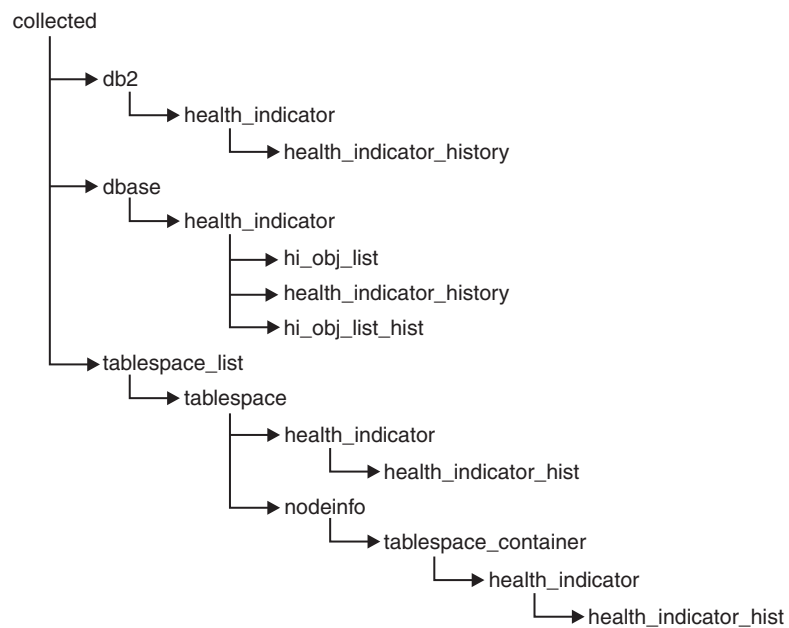 collected
db2
health_indicator
health_indicator_history
dbase
health_indicator
hi_obj_list
health_indicator_history
hi_obj_list_hist
tablespace_list
tablespace
health_indicator
health_indicator_hist
nodeinfo
tablespace_container
health_indicator
health_indicator_hist